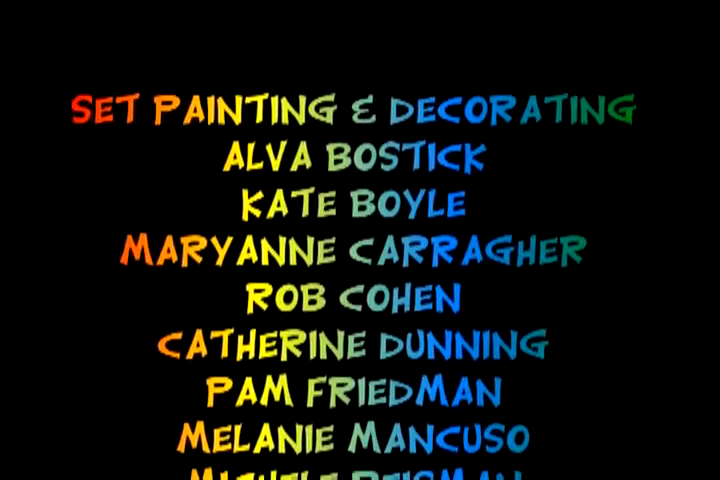 SET PAINTING & DECORATING
ALVA BOSTICK
KATE BOYLE
MARYANNE CARRAGHER
ROB COHEN
CATHERINE DUNNING
PAM FRIEDMAN
MELANIE MANCUSO